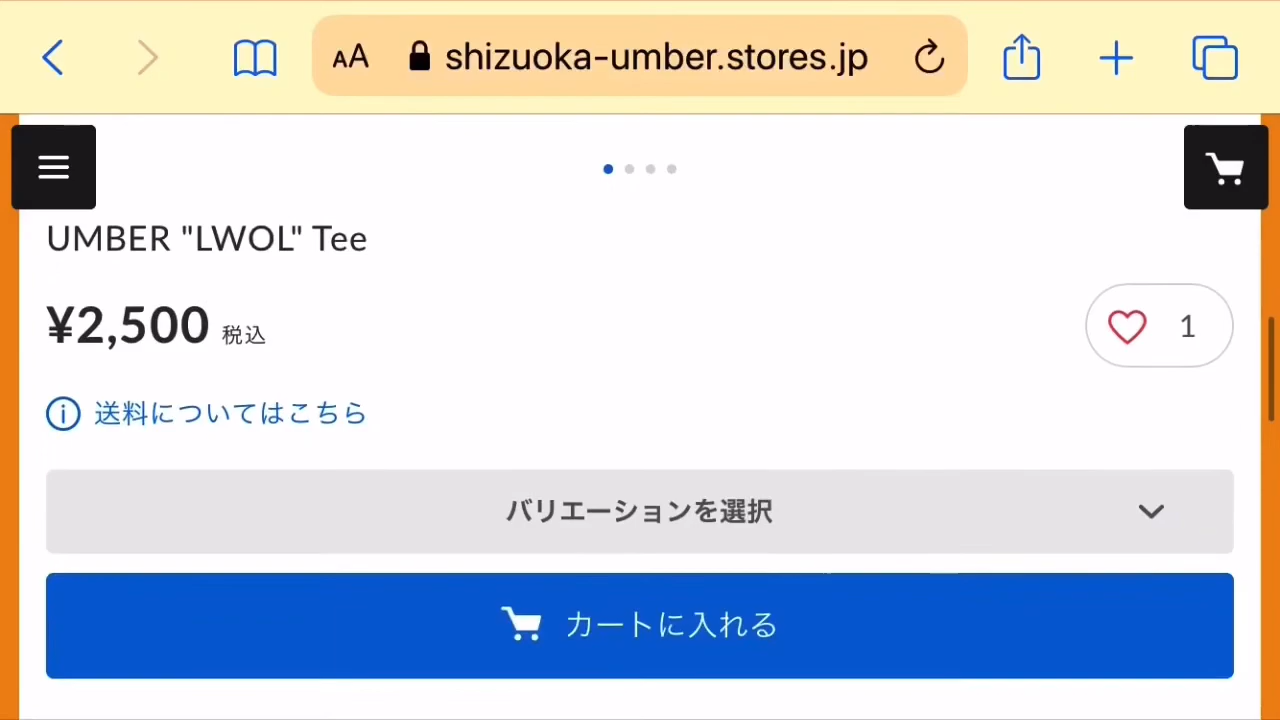 AA shizuoka-umber.stores.jp
UMBER "LWOL" Tee
¥2,500 税込
1
送料についてはこちら
バリエーションを選択
カートに入れる